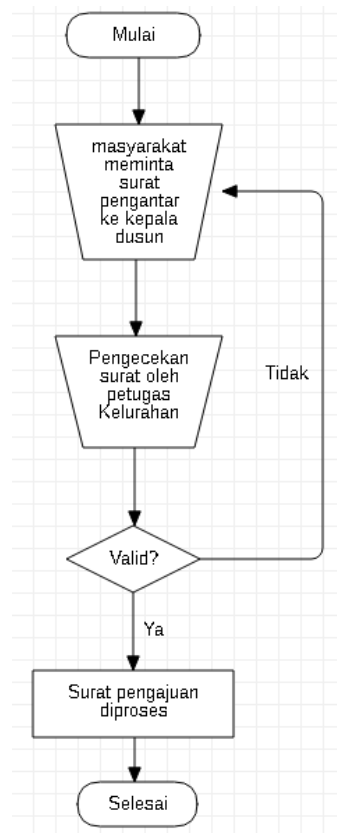 Mulai
masyarakat
meminta
surat
pengantar
ke kepala
dusun
Pengecekan
surat oleh
petugas
Kelurahan
Tidak
Valid?
Ya
Surat pengajuan
diproses
Selesai